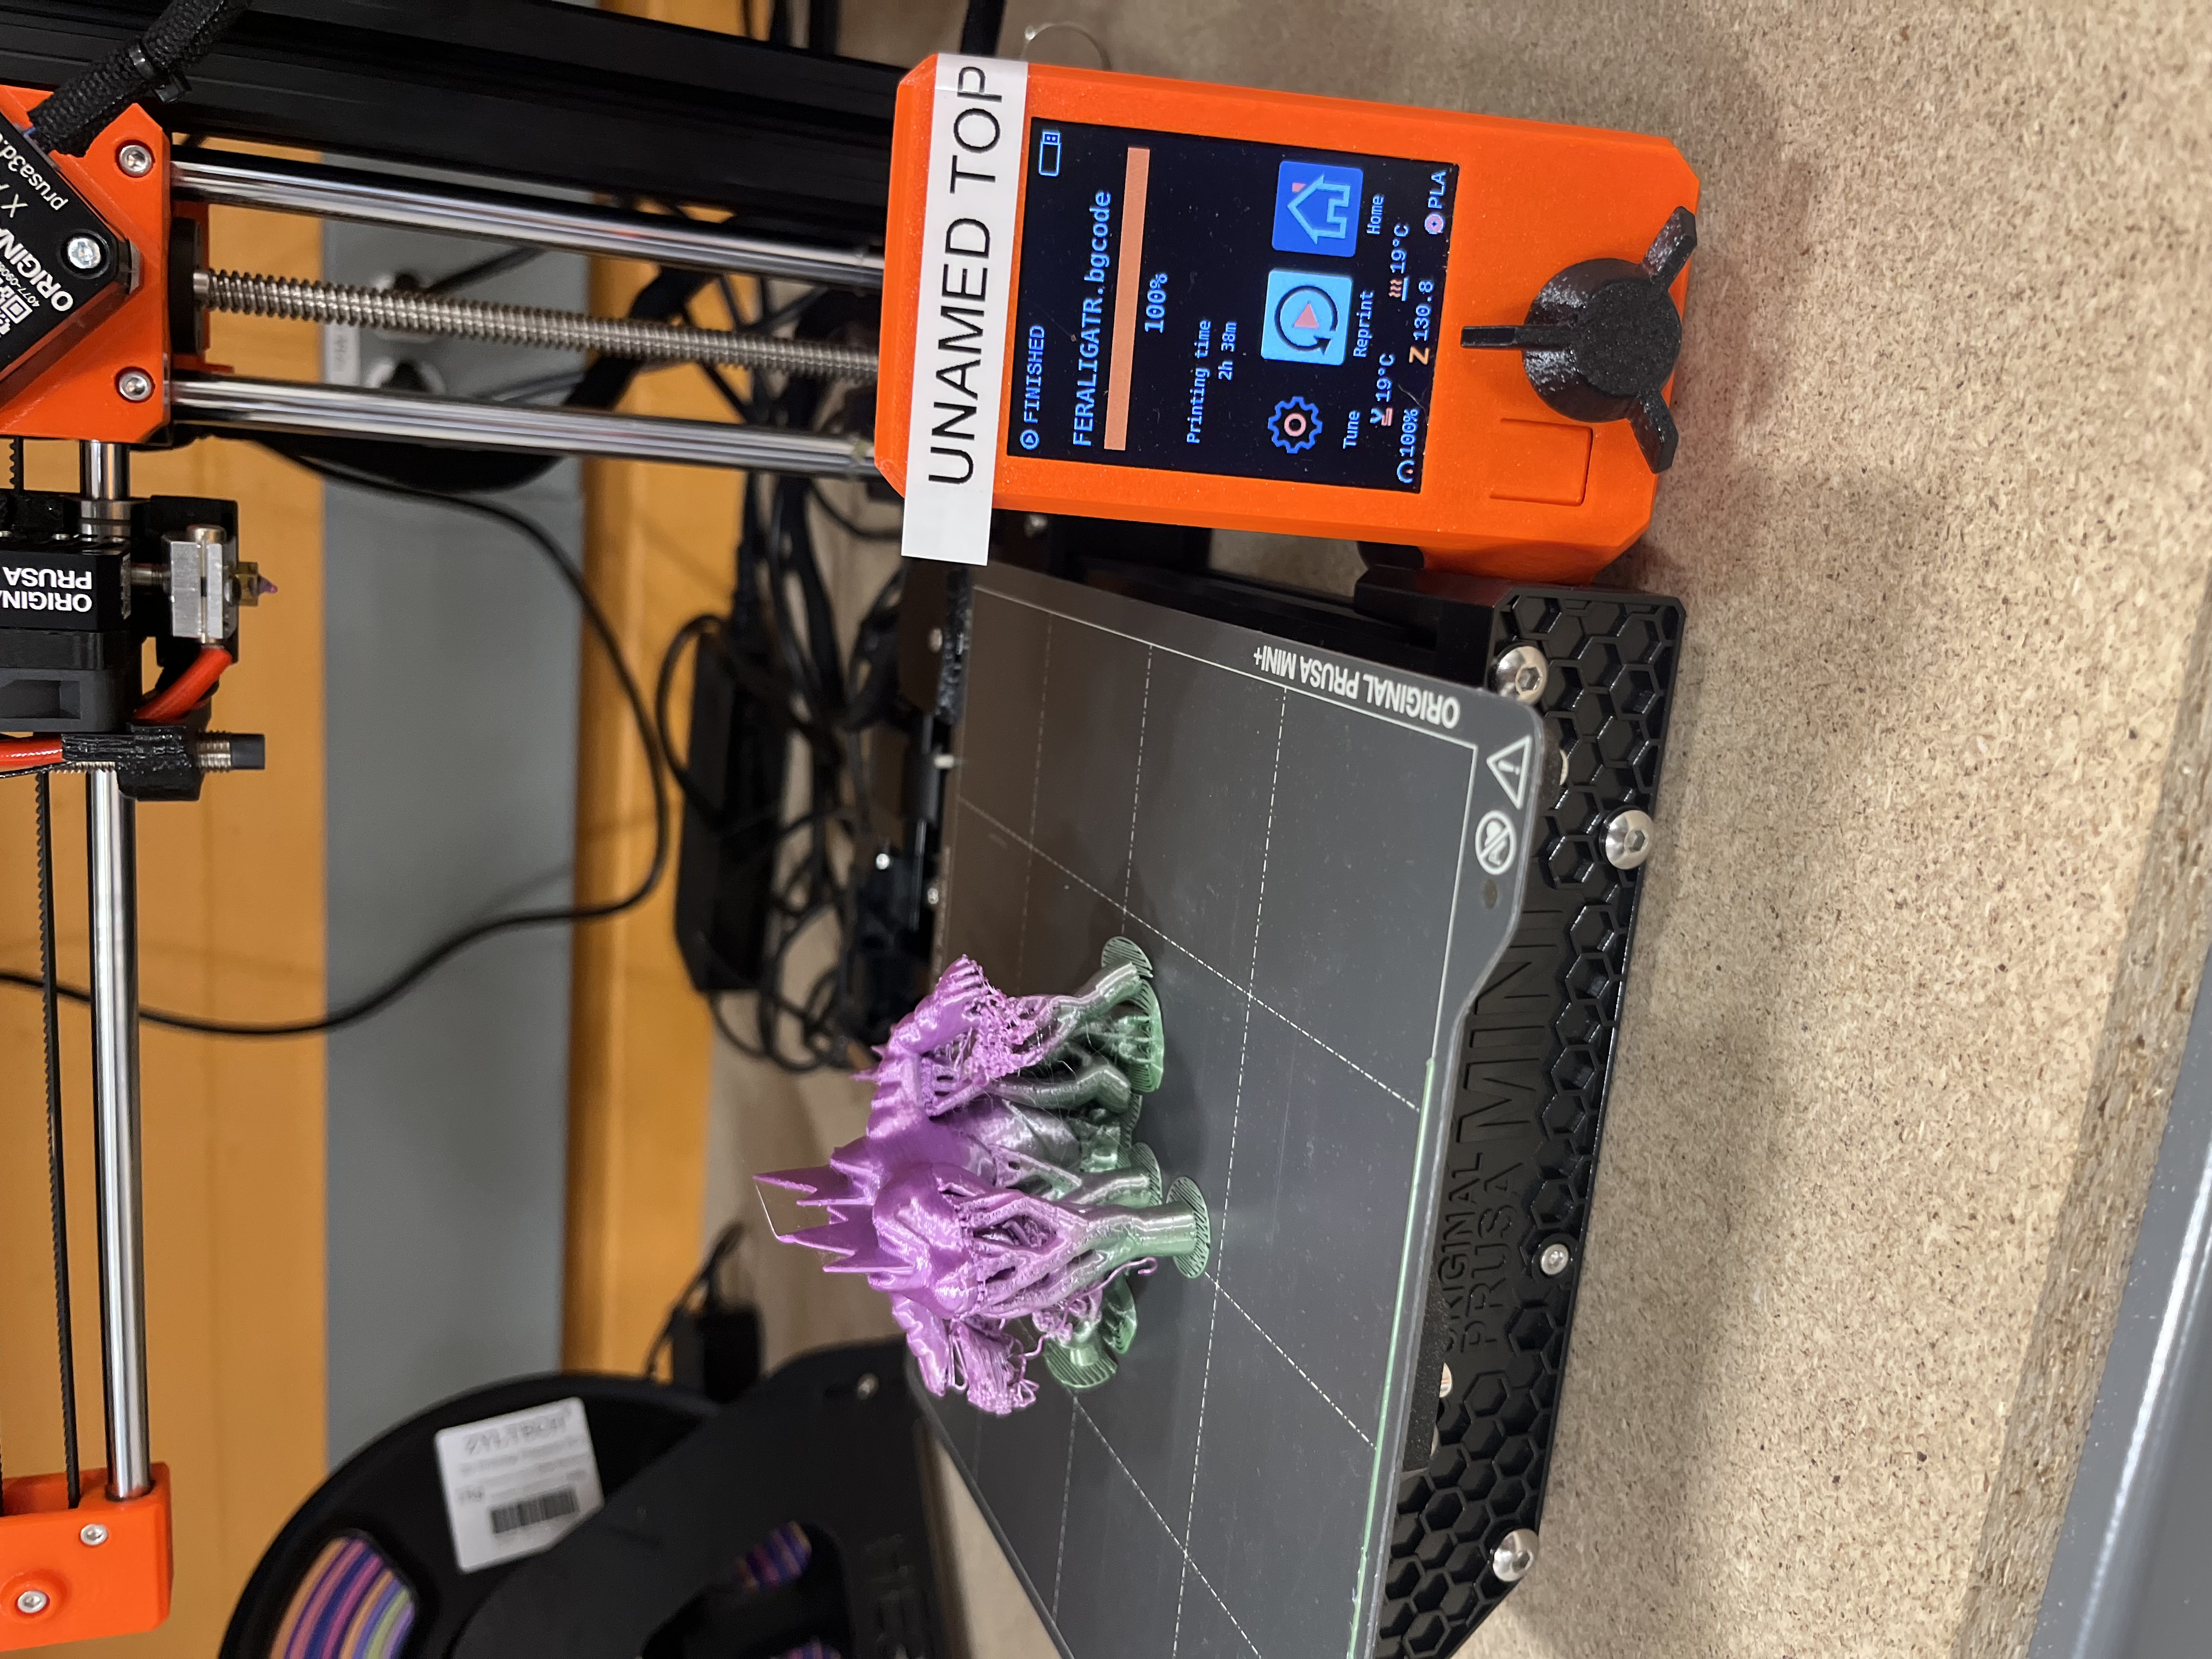 ORIGINAL
PRUSA
ORIGINA
X A
prusa3d.
UNAMED TOP
FINISHED
FERALIGATR.bgcode
100%
Printing time
2h 38m
Tune
Reprint
Home
19°C
19°C
100%
Z 130.8
PLA
ORIGINAL PRUSA MINI+
ORIGINAL
PRUSA MINI